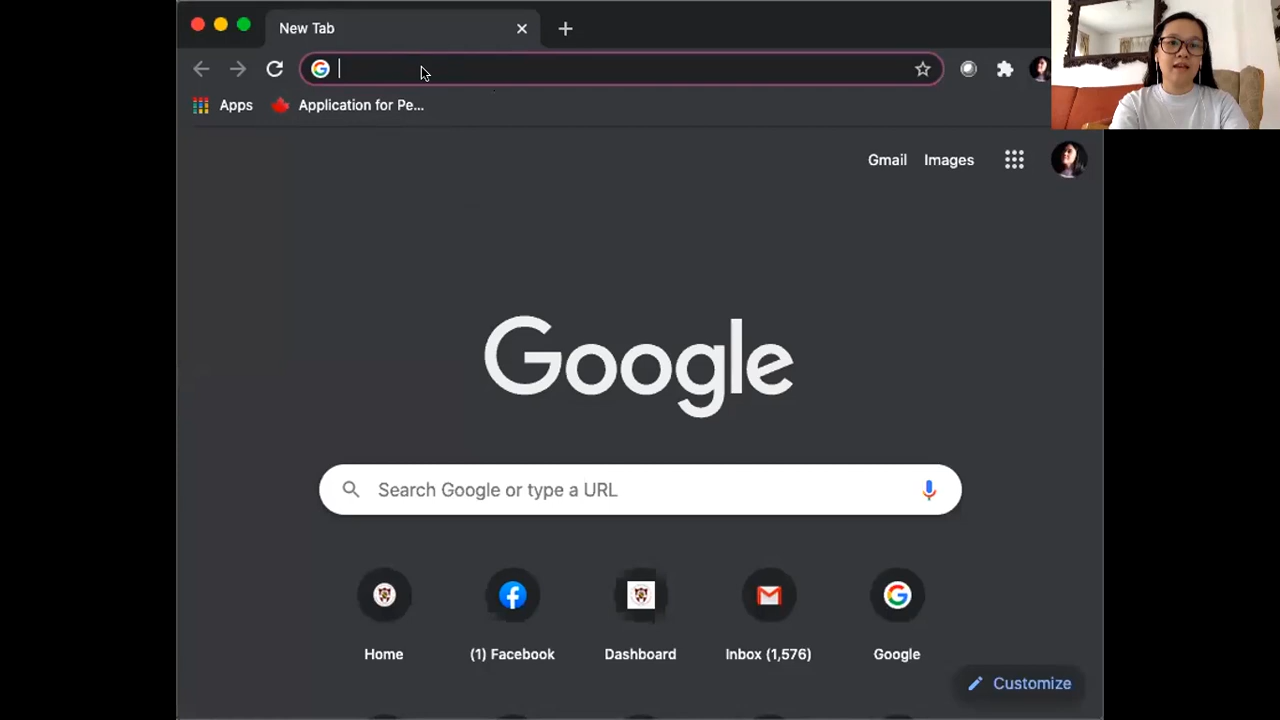 New Tab
Apps
Application for Pe...
Gmail
Images
Google
Search Google or type a URL
Home
(1) Facebook
Dashboard
Inbox (1,576)
Google
Customize